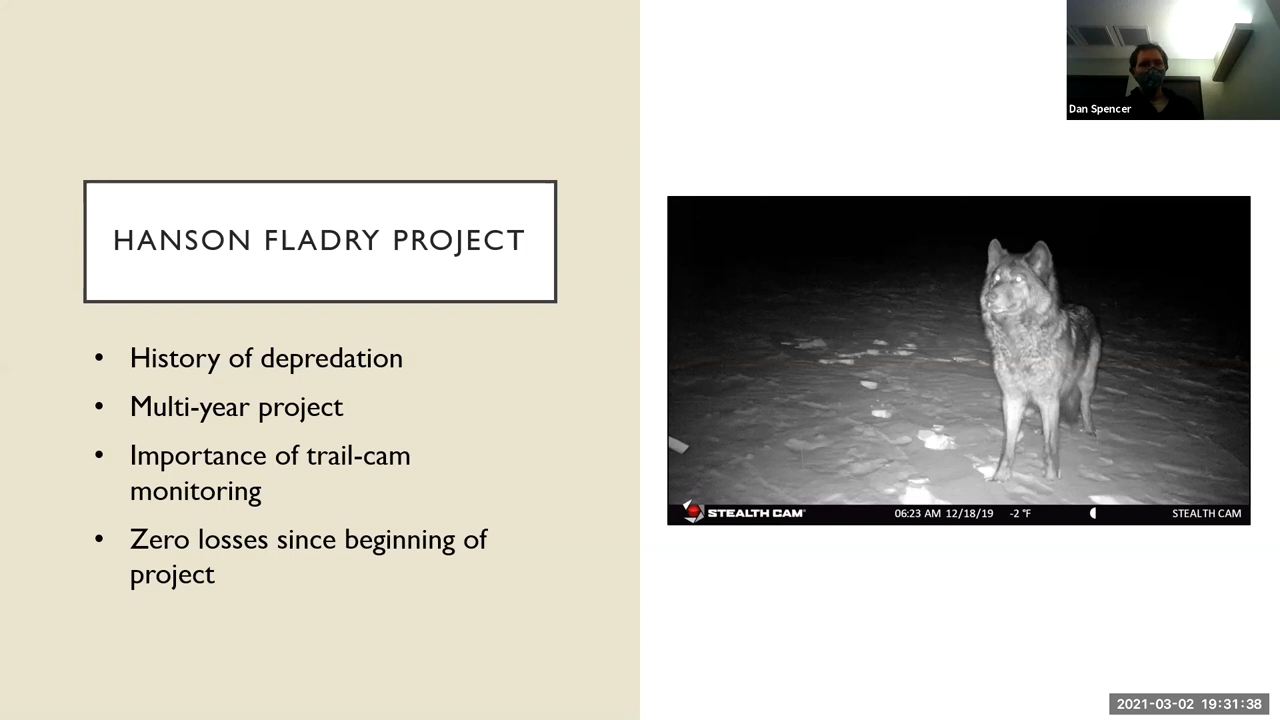 Dan Spencer
HANSON FLADRY PROJECT
• History of depredation
• Multi-year project
• Importance of trail-cam
monitoring
• Zero losses since beginning of
project
STEALTH CAM® 06:23 AM 12/18/19 -2 °F STEALTH CAM
2021-03-02 19:31:38